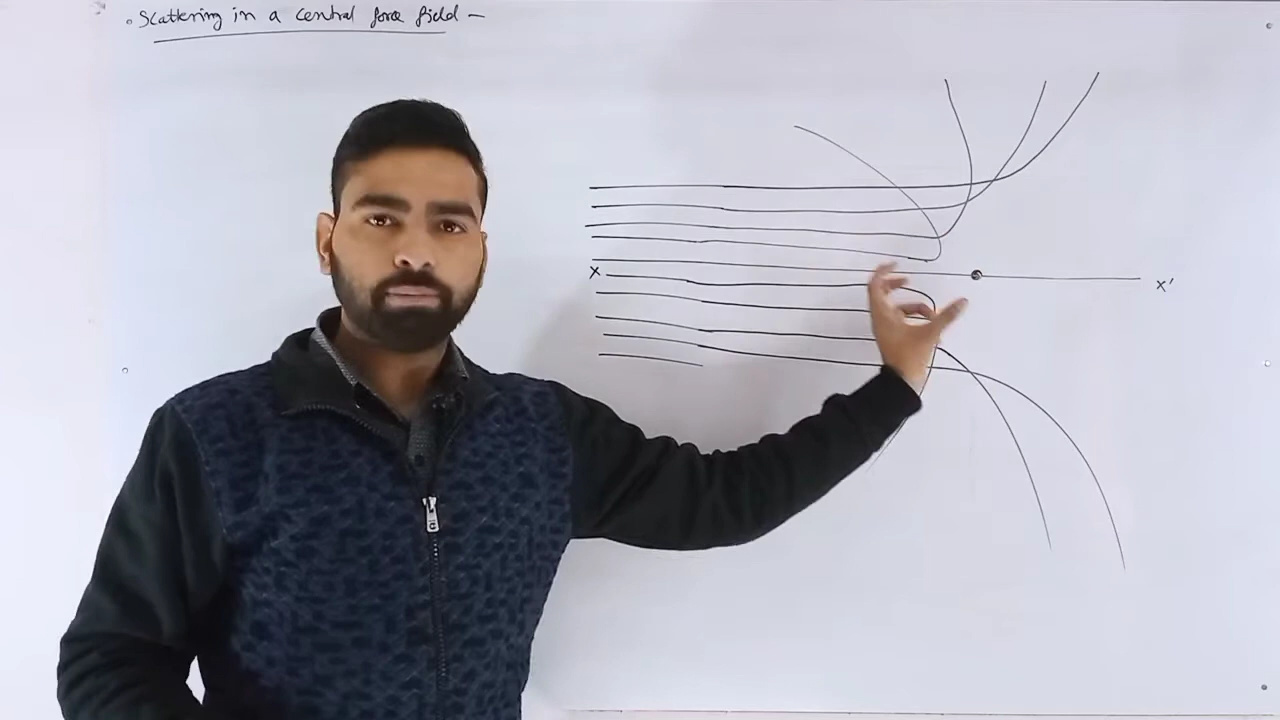 . Scattering in a central force field -
x
x'